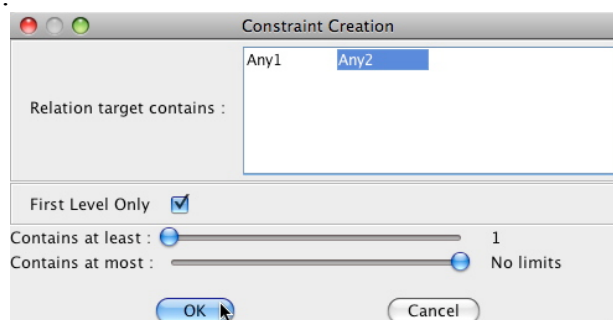 Constraint Creation
Any1 Any2
Relation target contains :
First Level Only
Contains at least : 1
Contains at most : No limits
OK Cancel